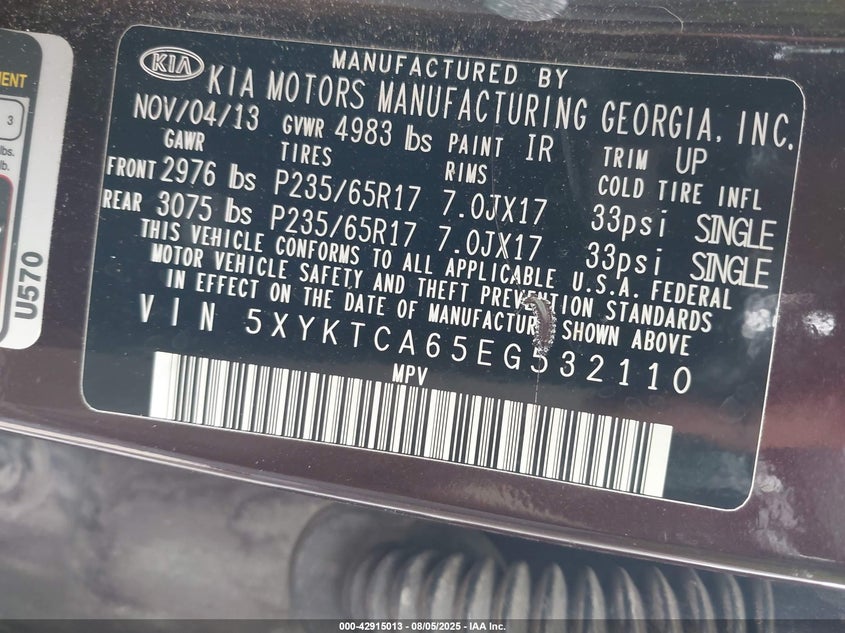 MENT
3
lbs.
lb.
U570
KIA
MANUFACTURED BY
KIA MOTORS MANUFACTURING GEORGIA, INC.
NOV/04/13 GVWR 4983 lbs PAINT IR TRIM UP
GAWR TIRES RIMS COLD TIRE INFL
FRONT 2976 lbs P235/65R17 7.0JX17 33psi SINGLE
REAR 3075 lbs P235/65R17 7.0JX17 33psi SINGLE
THIS VEHICLE CONFORMS TO ALL APPLICABLE U.S.A. FEDERAL
MOTOR VEHICLE SAFETY AND THEFT PREVENTION STANDARDS
IN EFFECT ON THE DATE OF MANUFACTURE SHOWN ABOVE
VIN 5XYKTCA65EG532110
MPV
000-42915013 - 08/05/2025 - IAA Inc.